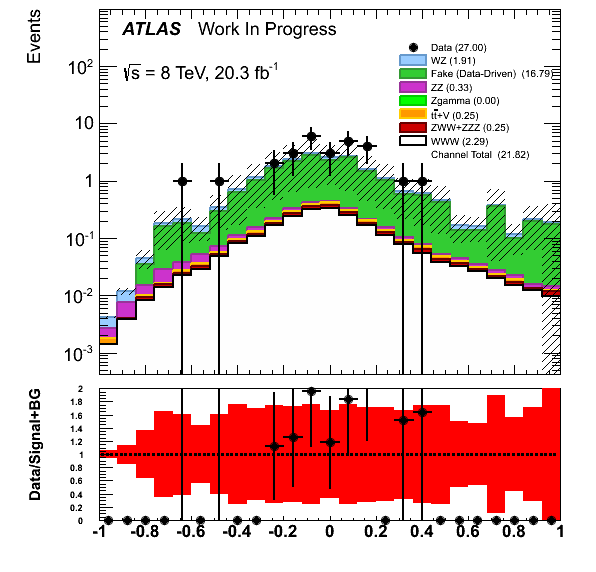 Events
ATLAS Work In Progress
√s = 8 TeV, 20.3 fb⁻¹
Data (27.00)
WZ (1.91)
Fake (Data-Driven) (16.79)
ZZ (0.33)
Zgamma (0.00)
tt̄+V (0.25)
ZWW+ZZZ (0.25)
WWW (2.29)
Channel Total (21.82)
10²
10
1
10⁻¹
10⁻²
10⁻³
Data/Signal+BG
2
1.8
1.6
1.4
1.2
1
0.8
0.6
0.4
0.2
0
-1 -0.8 -0.6 -0.4 -0.2 0 0.2 0.4 0.6 0.8 1